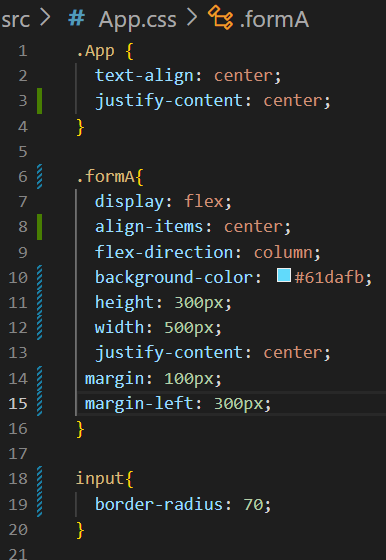 src > # App.css > .formA
1 .App {
2 text-align: center;
3 justify-content: center;
4 }
5
6 .formA{
7 display: flex;
8 align-items: center;
9 flex-direction: column;
10 background-color: #61dafb;
11 height: 300px;
12 width: 500px;
13 justify-content: center;
14 margin: 100px;
15 margin-left: 300px;
16 }
17
18 input{
19 border-radius: 70;
20 }
21